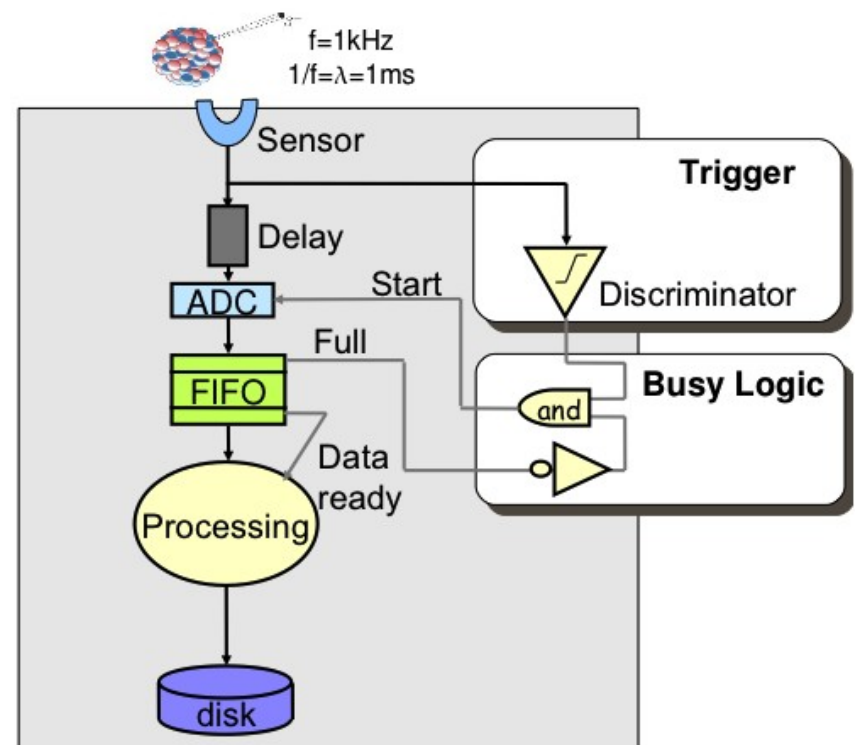 f=1kHz
1/f=λ=1ms
Sensor
Trigger
Delay
Start
ADC
Discriminator
Full
FIFO
Busy Logic
and
Data
ready
Processing
disk